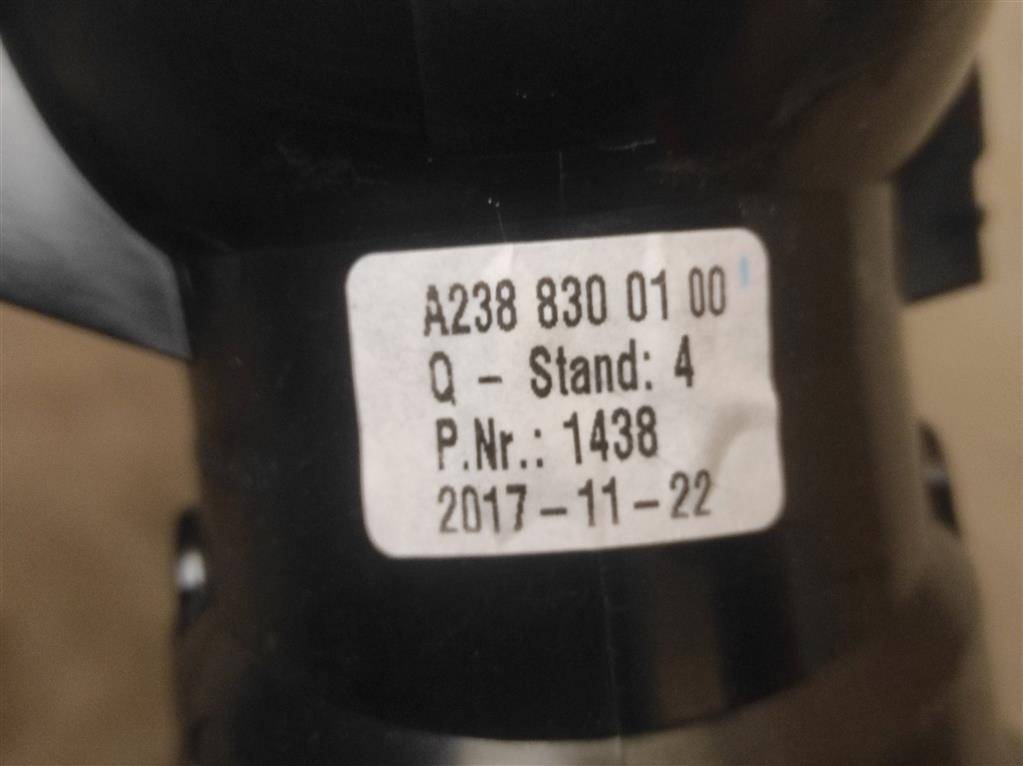 A238 830 01 00
Q - Stand: 4
P.Nr.: 1438
2017-11-22